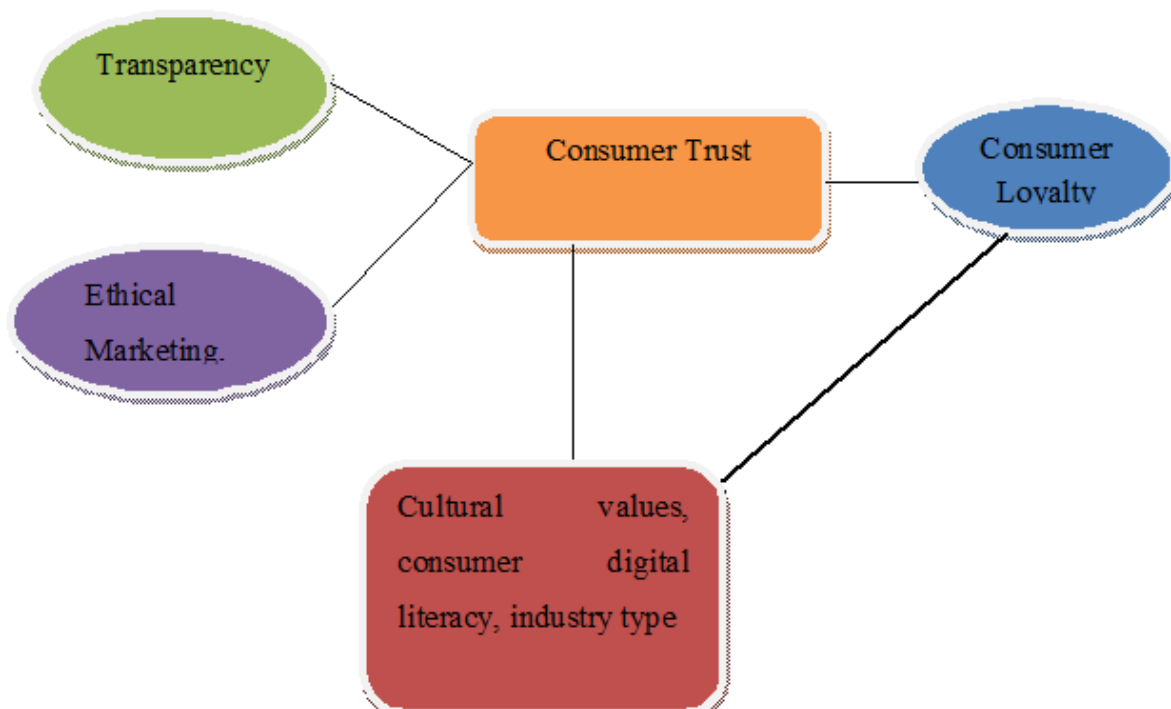 Transparency
Consumer Trust
Consumer
Loyalty
Ethical
Marketing.
Cultural values,
consumer digital
literacy, industry type